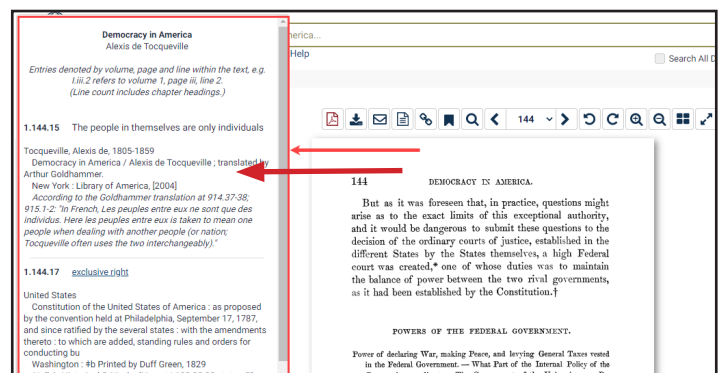 Democracy in America
Alexis de Tocqueville
Entries denoted by volume, page and line within the text, e.g.
I.iii.2 refers to volume 1, page iii, line 2.
(Line count includes chapter headings.)
1.144.15 The people in themselves are only individuals
Tocqueville, Alexis de, 1805-1859
Democracy in America / Alexis de Tocqueville ; translated by
Arthur Goldhammer.
New York : Library of America, [2004]
According to the Goldhammer translation at 914.37-38;
915.1-2: "In French, Les peuples entre eux ne sont que des
individus. Here les peuples entre eux is taken to mean one
people when dealing with another people (or nation;
Tocqueville often uses the two interchangeably)."
1.144.17 exclusive right
United States
Constitution of the United States of America : as proposed
by the convention held at Philadelphia, September 17, 1787,
and since ratified by the several states : with the amendments
thereto : to which are added, standing rules and orders for
conducting bu
Washington : ‡b Printed by Duff Green, 1829
erica...
Help
Search All D
144
144 DEMOCRACY IN AMERICA.
But as it was foreseen that, in practice, questions might
arise as to the exact limits of this exceptional authority,
and it would be dangerous to submit these questions to the
decision of the ordinary courts of justice, established in the
different States by the States themselves, a high Federal
court was created,* one of whose duties was to maintain
the balance of power between the two rival governments,
as it had been established by the Constitution.†
POWERS OF THE FEDERAL GOVERNMENT.
Power of declaring War, making Peace, and levying General Taxes vested
in the Federal Government. — What Part of the Internal Policy of the